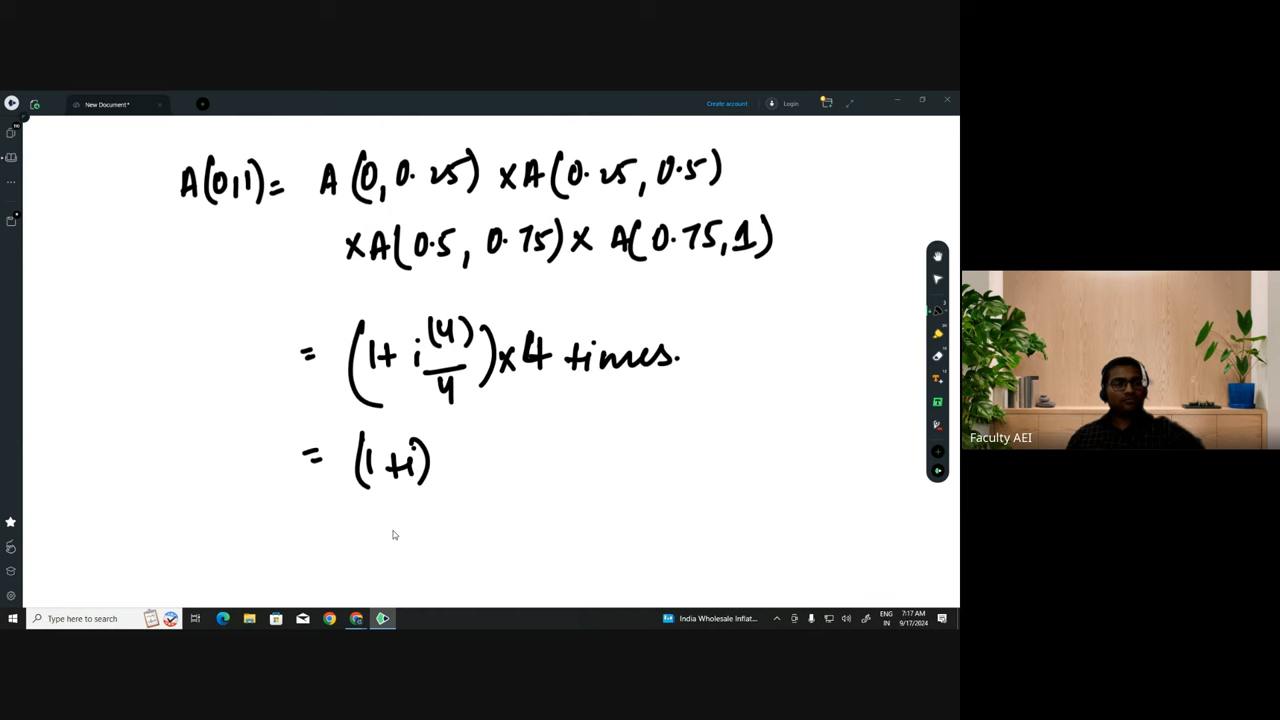 New Document*
Create account
Login
A(0,1)= A(0, 0.25) × A(0.25, 0.5)
× A(0.5, 0.75) × A(0.75, 1)
= (1+ i^(4)/4) × 4 times.
= (1+i)
Faculty AEI
Type here to search
India Wholesale Inflat...
ENG
IN
7:17 AM
9/17/2024